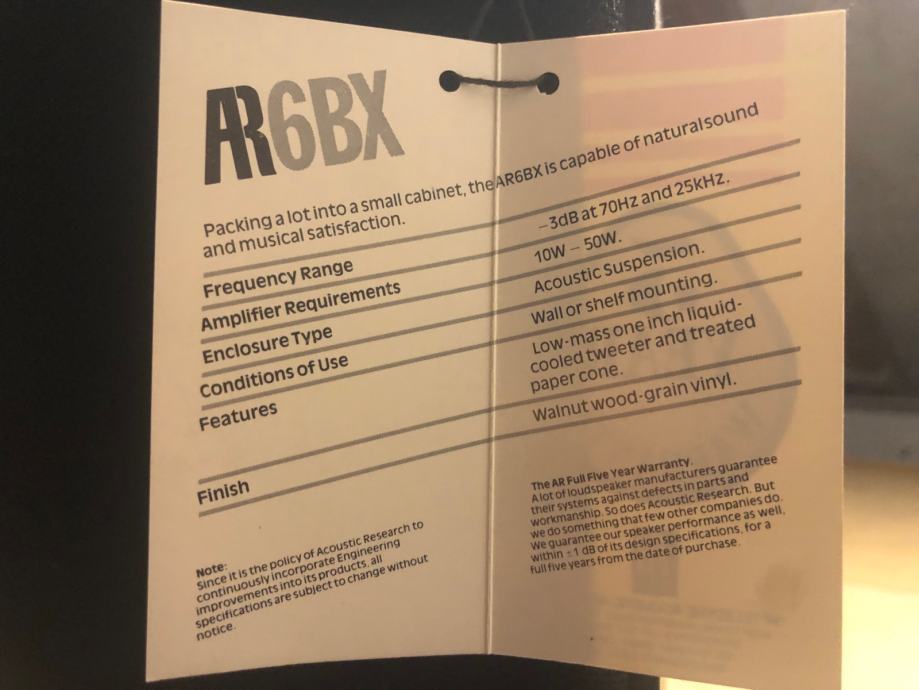 AR6BX
Packing a lot into a small cabinet, the AR6BX is capable of natural sound
and musical satisfaction.
Frequency Range –3dB at 70Hz and 25kHz.
Amplifier Requirements 10W – 50W.
Enclosure Type Acoustic Suspension.
Conditions of Use Wall or shelf mounting.
Features Low-mass one inch liquid-
cooled tweeter and treated
paper cone.
Finish Walnut wood-grain vinyl.
Note:
Since it is the policy of Acoustic Research to
continuously incorporate Engineering
improvements into its products, all
specifications are subject to change without
notice.
The AR Full Five Year Warranty.
A lot of loudspeaker manufacturers guarantee
their systems against defects in parts and
workmanship. So does Acoustic Research. But
we do something that few other companies do.
We guarantee our speaker performance as well,
within ±1 dB of its design specifications, for a
full five years from the date of purchase.